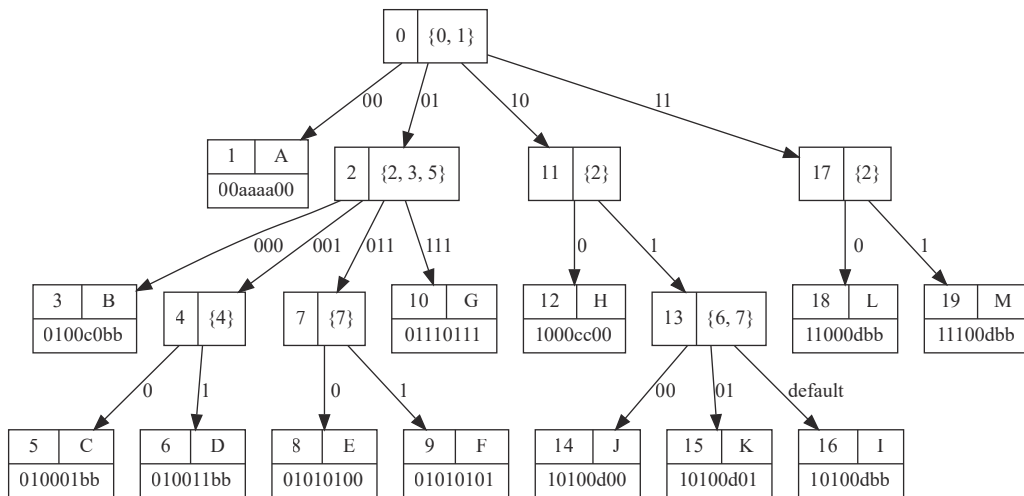 0 {0, 1}
00 01 10 11
1 A
00aaaa00
2 {2, 3, 5}
11 {2}
17 {2}
000 001 011 111 0 1 0 1
3 B
0100c0bb
4 {4}
7 {7}
10 G
01110111
12 H
1000cc00
13 {6, 7}
18 L
11000dbb
19 M
11100dbb
0 1 0 1 00 01 default
5 C
010001bb
6 D
010011bb
8 E
01010100
9 F
01010101
14 J
10100d00
15 K
10100d01
16 I
10100dbb